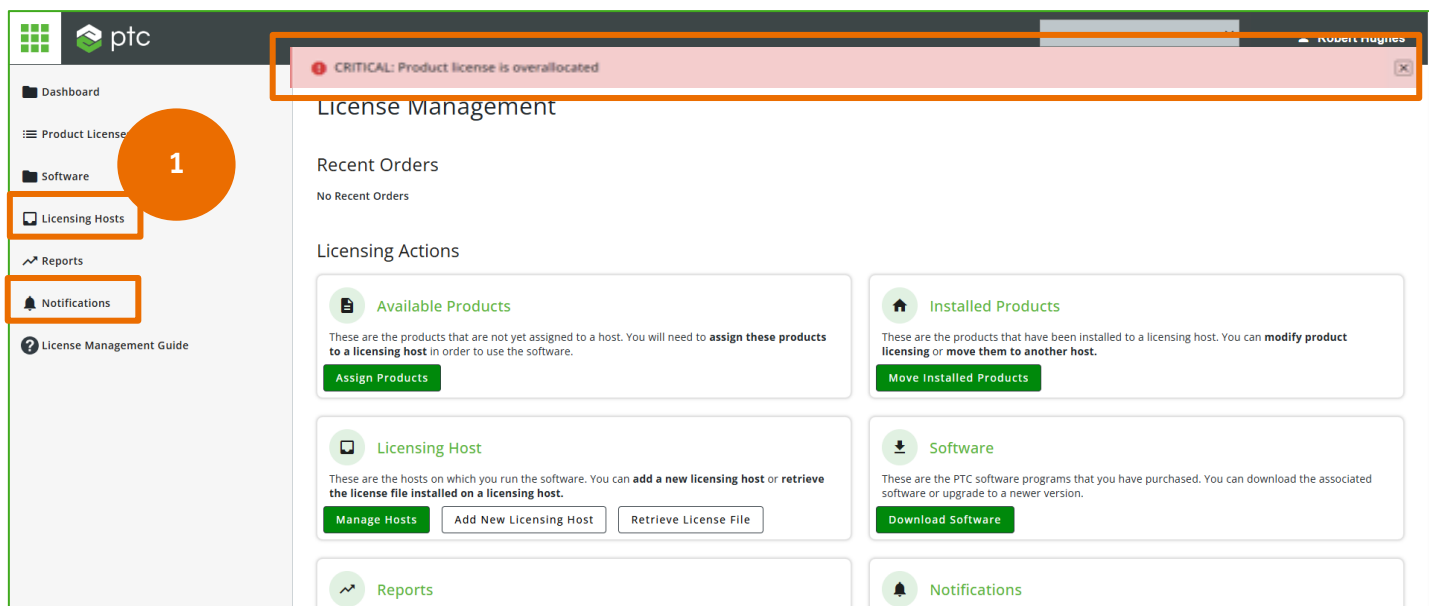 ptc
Robert Hughes
CRITICAL: Product license is overallocated
Dashboard
Product License
Software
1
Licensing Hosts
Reports
Notifications
License Management Guide
License Management
Recent Orders
No Recent Orders
Licensing Actions
Available Products
These are the products that are not yet assigned to a host. You will need to assign these products
to a licensing host in order to use the software.
Assign Products
Installed Products
These are the products that have been installed to a licensing host. You can modify product
licensing or move them to another host.
Move Installed Products
Licensing Host
These are the hosts on which you run the software. You can add a new licensing host or retrieve
the license file installed on a licensing host.
Manage Hosts
Add New Licensing Host
Retrieve License File
Software
These are the PTC software programs that you have purchased. You can download the associated
software or upgrade to a newer version.
Download Software
Reports
Notifications